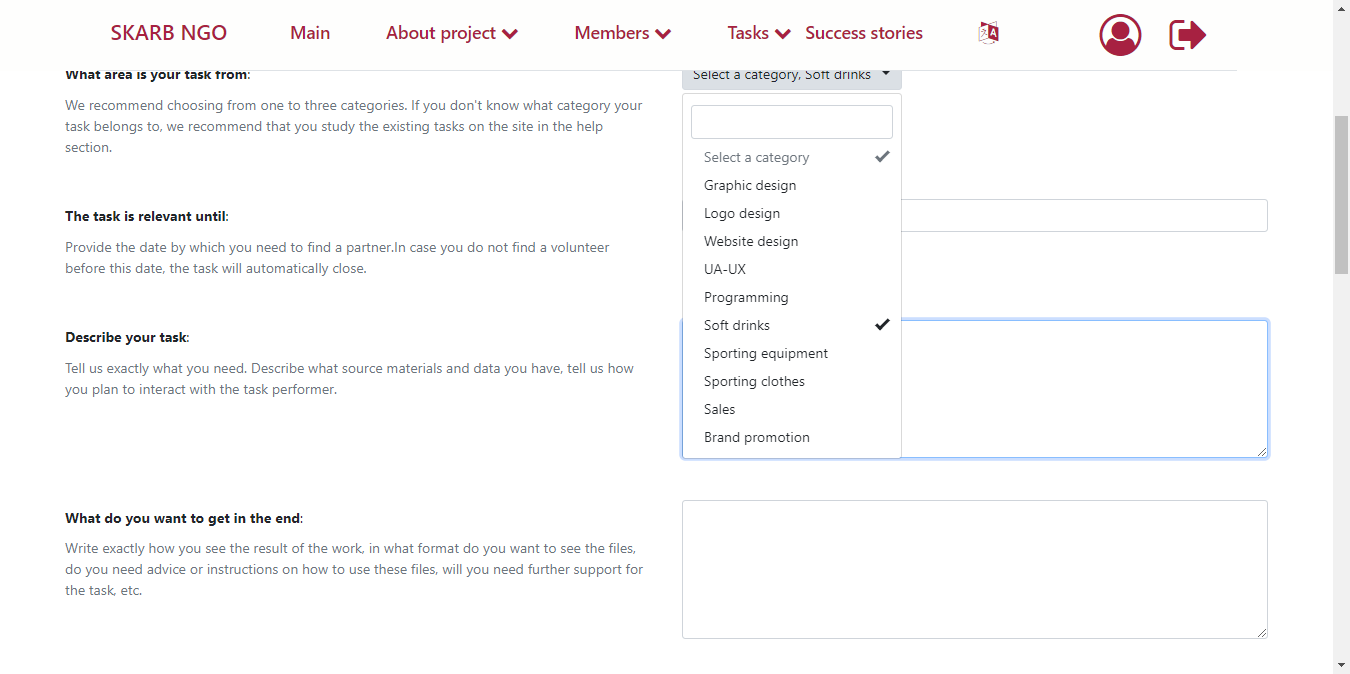 SKARB NGO Main About project Members Tasks Success stories
What area is your task from:
Select a category, Soft drinks
We recommend choosing from one to three categories. If you don't know what category your
task belongs to, we recommend that you study the existing tasks on the site in the help
section.
Select a category
Graphic design
Logo design
Website design
UA-UX
Programming
Soft drinks
Sporting equipment
Sporting clothes
Sales
Brand promotion
The task is relevant until:
Provide the date by which you need to find a partner.In case you do not find a volunteer
before this date, the task will automatically close.
Describe your task:
Tell us exactly what you need. Describe what source materials and data you have, tell us how
you plan to interact with the task performer.
What do you want to get in the end:
Write exactly how you see the result of the work, in what format do you want to see the files,
do you need advice or instructions on how to use these files, will you need further support for
the task, etc.